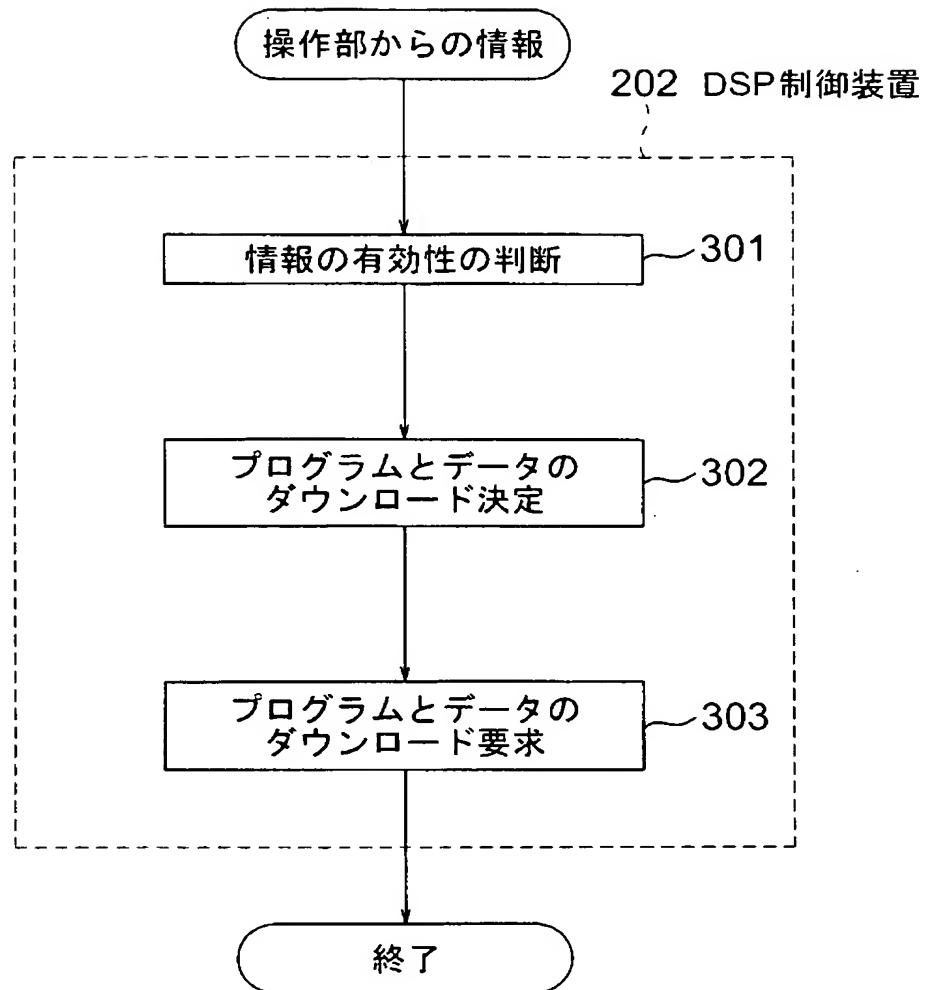 操作部からの情報
202 DSP制御装置
情報の有効性の判断
301
プログラムとデータの
ダウンロード決定
302
プログラムとデータの
ダウンロード要求
303
終了